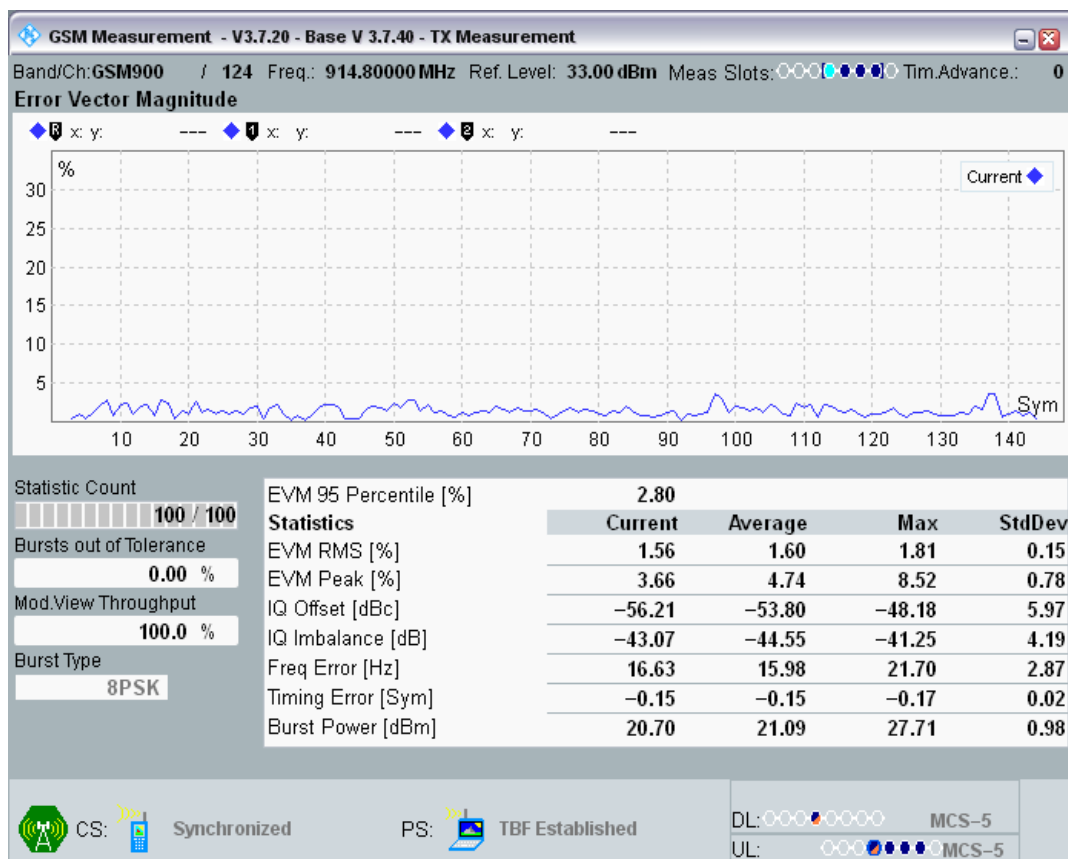 GSM Measurement - V3.7.20 - Base V 3.7.40 - TX Measurement
Band/Ch:GSM900 / 124 Freq.: 914.80000 MHz Ref. Level: 33.00 dBm Meas Slots: Tim.Advance.: 0
Error Vector Magnitude
R x: y: --- 1 x: y: --- 2 x: y: ---
%
Current
30
25
20
15
10
5
Sym
10 20 30 40 50 60 70 80 90 100 110 120 130 140
Statistic Count
100 / 100
Bursts out of Tolerance
0.00 %
Mod.View Throughput
100.0 %
Burst Type
8PSK
EVM 95 Percentile [%] 2.80
Statistics Current Average Max StdDev
EVM RMS [%] 1.56 1.60 1.81 0.15
EVM Peak [%] 3.66 4.74 8.52 0.78
IQ Offset [dBc] −56.21 −53.80 −48.18 5.97
IQ Imbalance [dB] −43.07 −44.55 −41.25 4.19
Freq Error [Hz] 16.63 15.98 21.70 2.87
Timing Error [Sym] −0.15 −0.15 −0.17 0.02
Burst Power [dBm] 20.70 21.09 27.71 0.98
CS: Synchronized PS: TBF Established
DL: MCS−5
UL: MCS−5